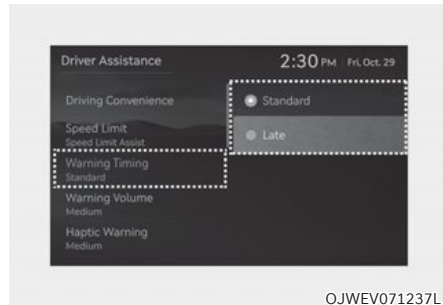 Driver Assistance
2:30 PM Fri, Oct. 29
Driving Convenience
Speed Limit
Speed Limit Assist
Warning Timing
Standard
Warning Volume
Medium
Haptic Warning
Medium
Standard
Late
OJWEV071237L